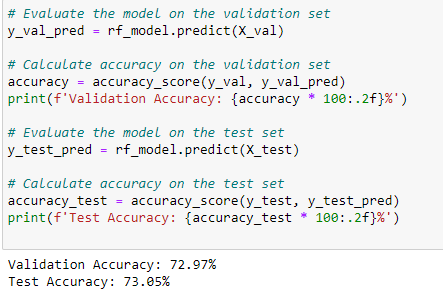 # Evaluate the model on the validation set
y_val_pred = rf_model.predict(X_val)
# Calculate accuracy on the validation set
accuracy = accuracy_score(y_val, y_val_pred)
print(f'Validation Accuracy: {accuracy * 100:.2f}%')
# Evaluate the model on the test set
y_test_pred = rf_model.predict(X_test)
# Calculate accuracy on the test set
accuracy_test = accuracy_score(y_test, y_test_pred)
print(f'Test Accuracy: {accuracy_test * 100:.2f}%')
Validation Accuracy: 72.97%
Test Accuracy: 73.05%